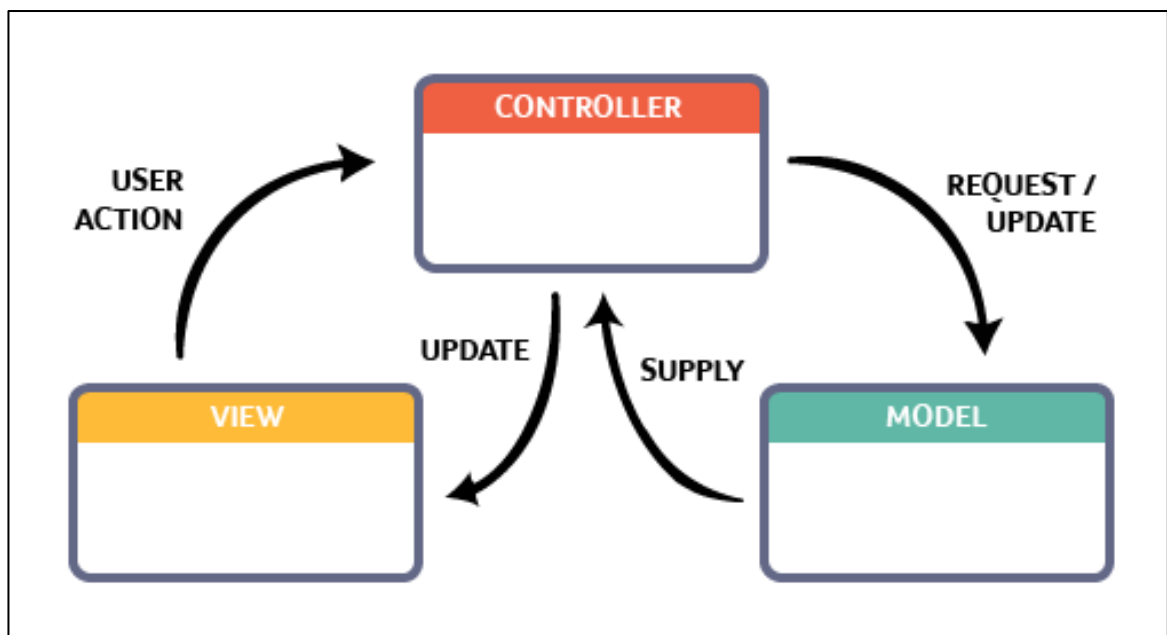 CONTROLLER
USER
ACTION
REQUEST /
UPDATE
UPDATE
SUPPLY
VIEW
MODEL